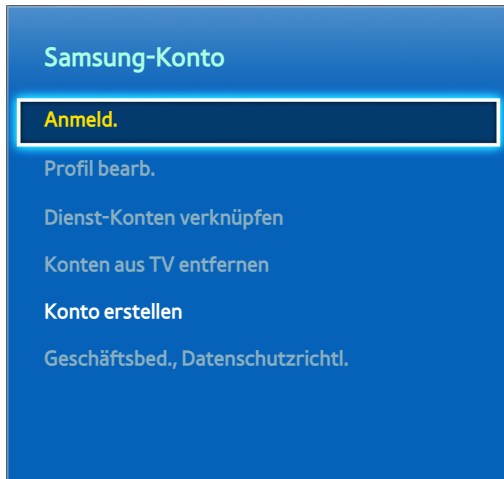 Samsung-Konto
Anmeld.
Profil bearb.
Dienst-Konten verknüpfen
Konten aus TV entfernen
Konto erstellen
Geschäftsbed., Datenschutzrichtl.